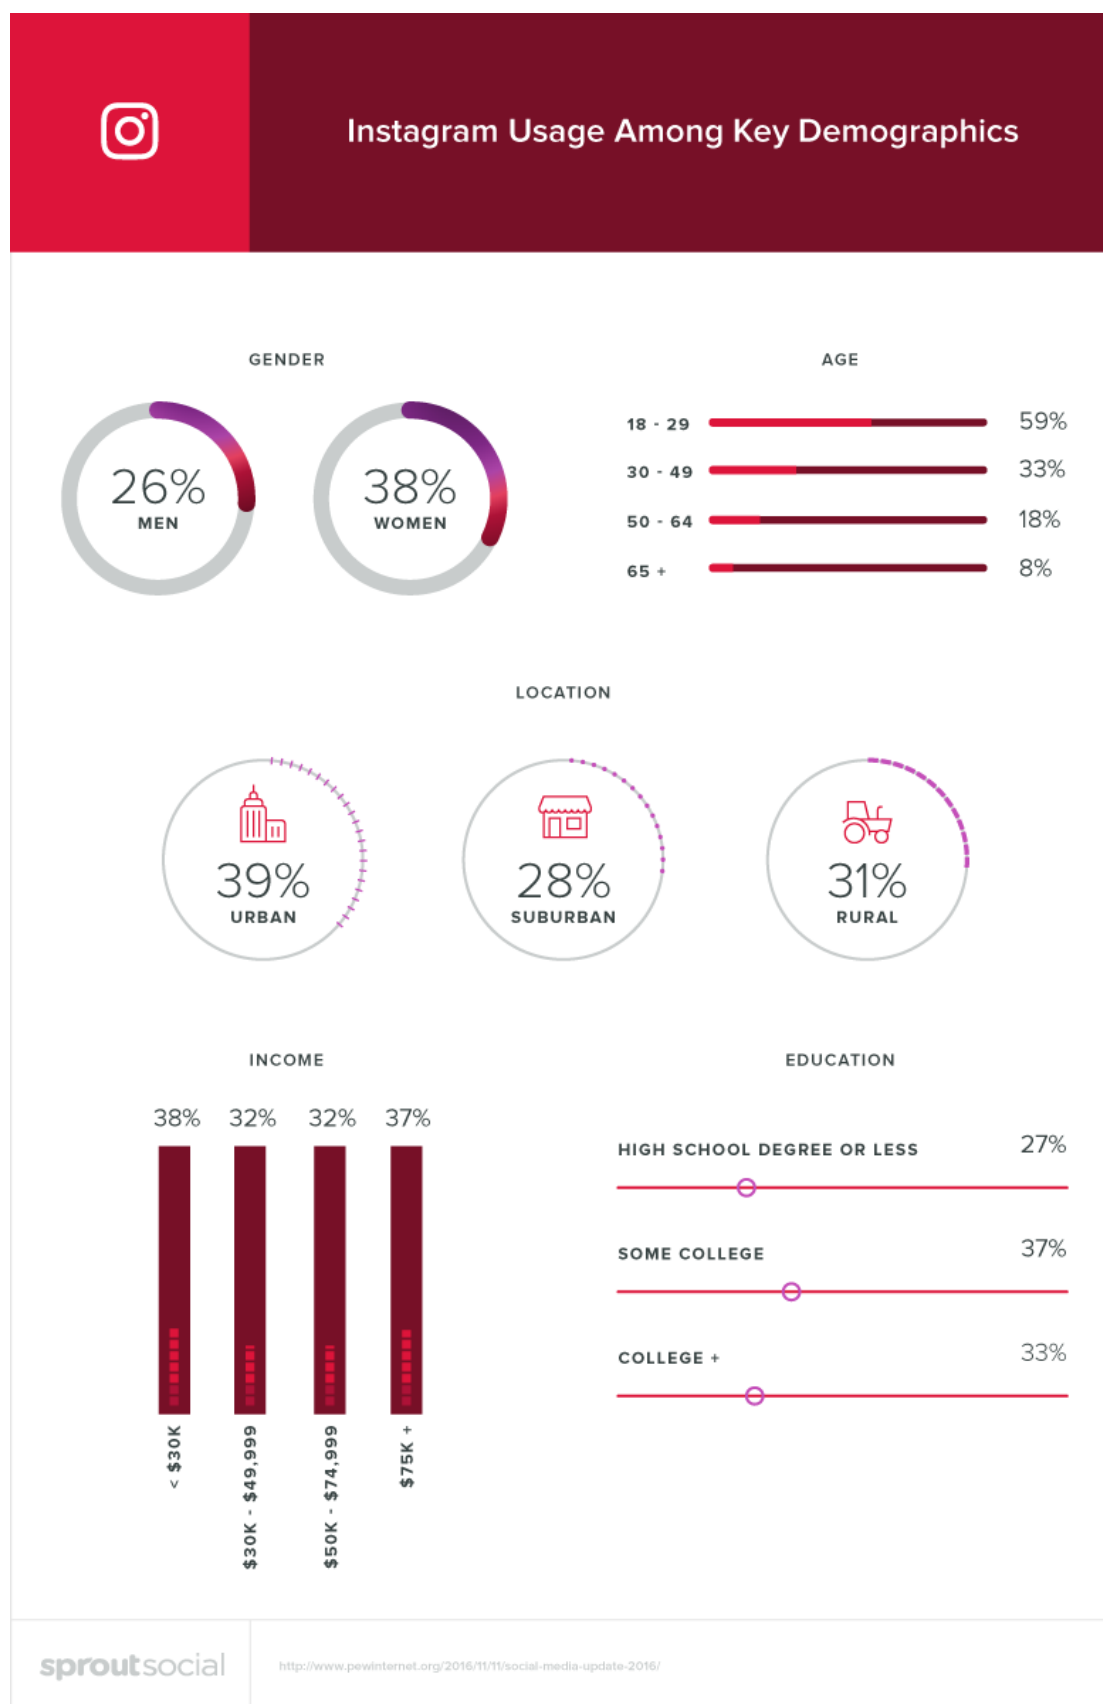 Instagram Usage Among Key Demographics
GENDER
26%
MEN
38%
WOMEN
AGE
18 - 29 59%
30 - 49 33%
50 - 64 18%
65 + 8%
LOCATION
39%
URBAN
28%
SUBURBAN
31%
RURAL
INCOME
38% 32% 32% 37%
< $30K
$30K - $49,999
$50K - $74,999
$75K +
EDUCATION
HIGH SCHOOL DEGREE OR LESS 27%
SOME COLLEGE 37%
COLLEGE + 33%
sproutsocial
http://www.pewinternet.org/2016/11/11/social-media-update-2016/